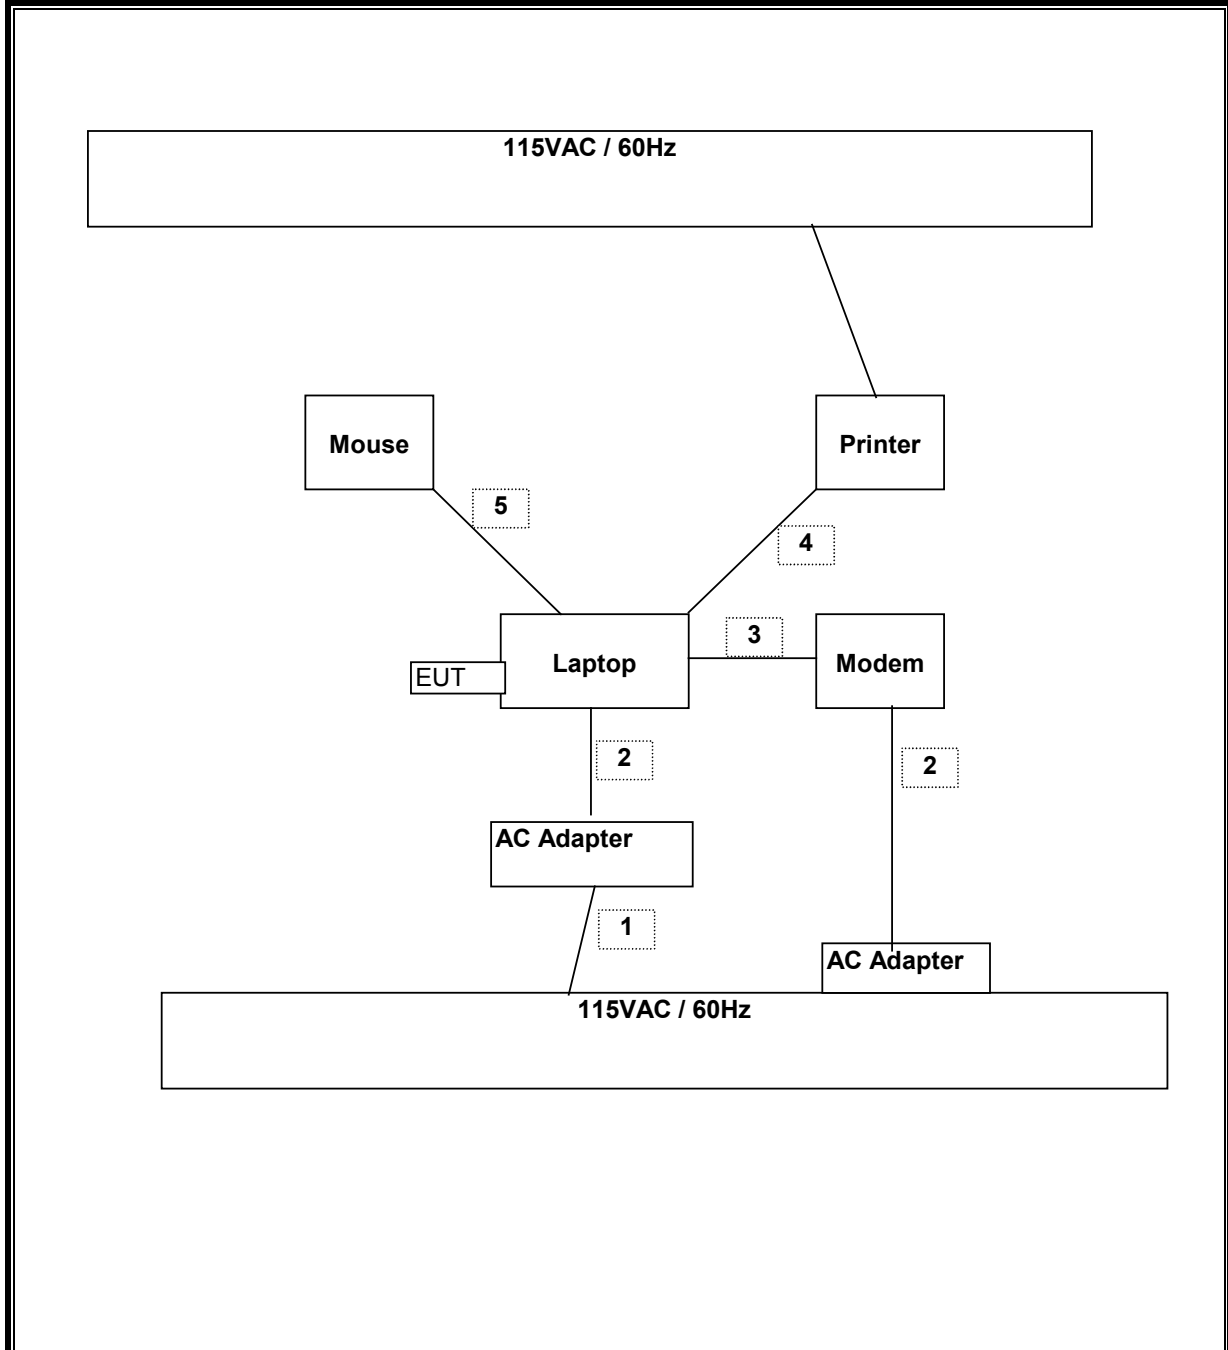 115VAC / 60Hz
Mouse
Printer
5
4
3
Laptop
Modem
EUT
2
2
AC Adapter
1
AC Adapter
115VAC / 60Hz